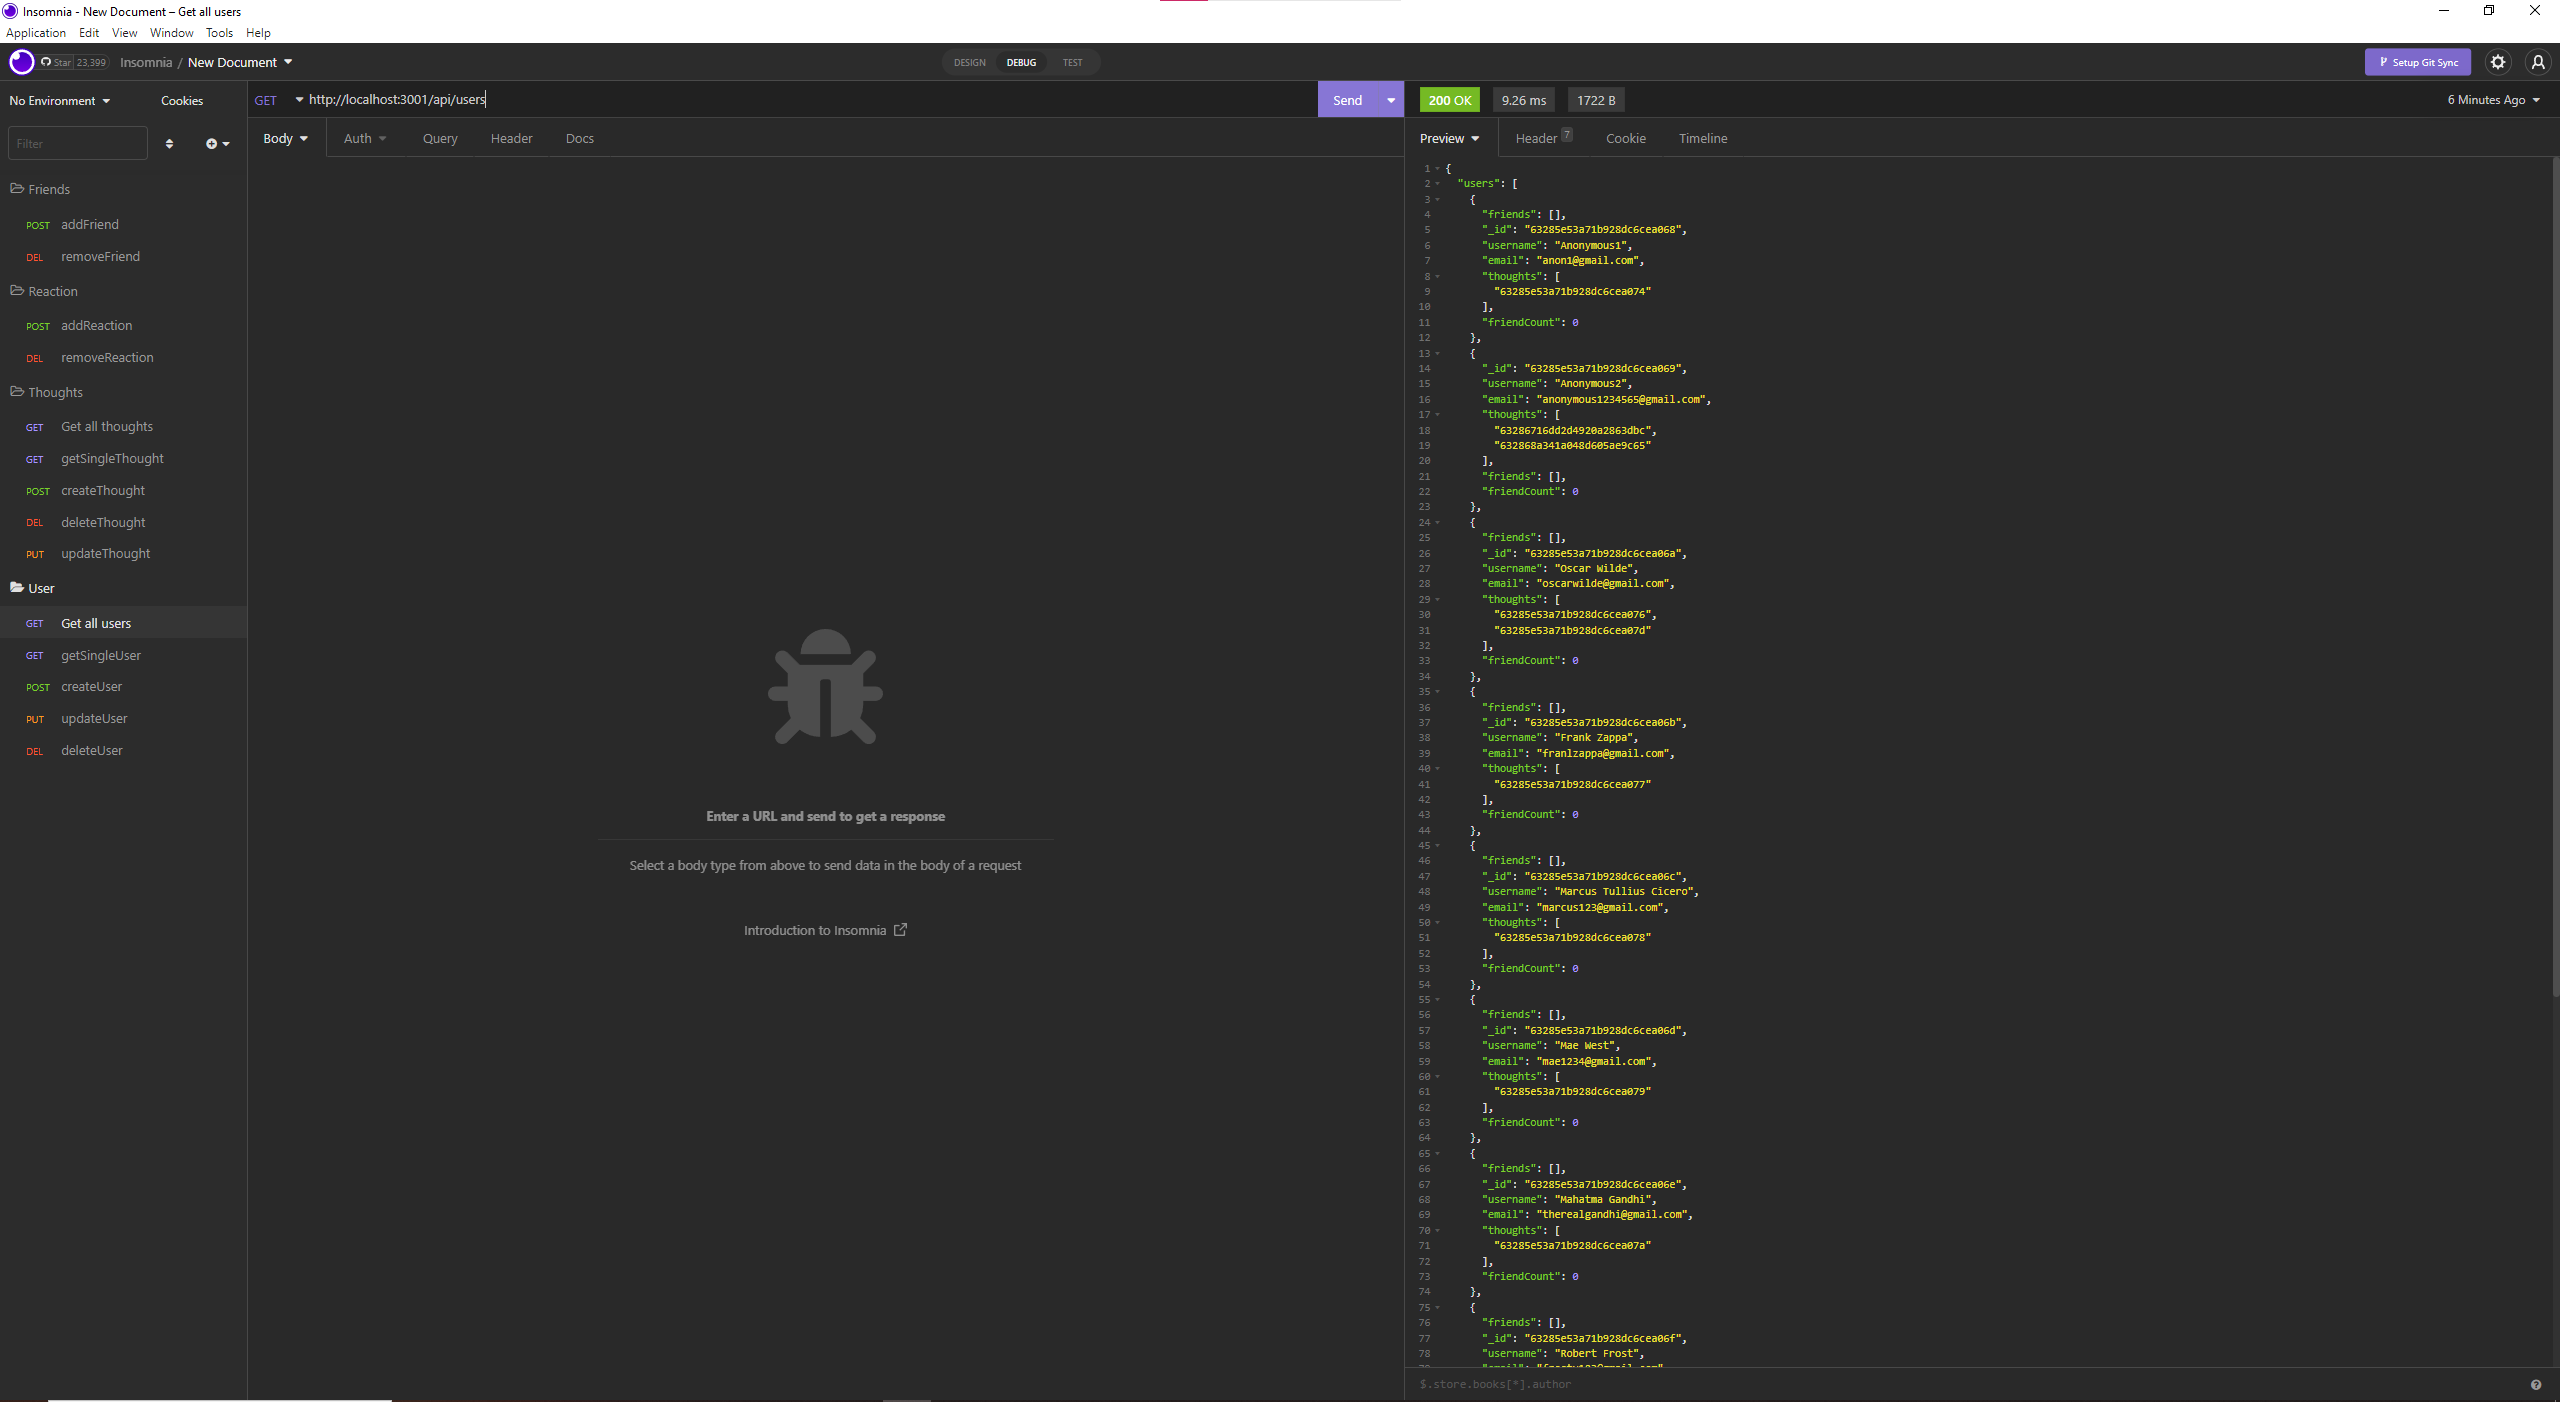 Insomnia - New Document – Get all users
Application Edit View Window Tools Help
Star 23,399 Insomnia / New Document DESIGN DEBUG TEST Setup Git Sync
No Environment Cookies
GET http://localhost:3001/api/users Send
200 OK 9.26 ms 1722 B 6 Minutes Ago
Filter
Body Auth Query Header Docs
Preview Header 7 Cookie Timeline
Friends
POST addFriend
DEL removeFriend
Reaction
POST addReaction
DEL removeReaction
Thoughts
GET Get all thoughts
GET getSingleThought
POST createThought
DEL deleteThought
PUT updateThought
User
GET Get all users
GET getSingleUser
POST createUser
PUT updateUser
DEL deleteUser
Enter a URL and send to get a response
Select a body type from above to send data in the body of a request
Introduction to Insomnia
1 {
2 "users": [
3 {
4 "friends": [],
5 "_id": "63285e53a71b928dc6cea068",
6 "username": "Anonymous1",
7 "email": "anon1@gmail.com",
8 "thoughts": [
9 "63285e53a71b928dc6cea074"
10 ],
11 "friendCount": 0
12 },
13 {
14 "_id": "63285e53a71b928dc6cea069",
15 "username": "Anonymous2",
16 "email": "anonymous1234565@gmail.com",
17 "thoughts": [
18 "63286716dd2d4920a2863dbc",
19 "632868a341a048d605ae9c65"
20 ],
21 "friends": [],
22 "friendCount": 0
23 },
24 {
25 "friends": [],
26 "_id": "63285e53a71b928dc6cea06a",
27 "username": "Oscar Wilde",
28 "email": "oscarwilde@gmail.com",
29 "thoughts": [
30 "63285e53a71b928dc6cea076",
31 "63285e53a71b928dc6cea07d"
32 ],
33 "friendCount": 0
34 },
35 {
36 "friends": [],
37 "_id": "63285e53a71b928dc6cea06b",
38 "username": "Frank Zappa",
39 "email": "franlzappa@gmail.com",
40 "thoughts": [
41 "63285e53a71b928dc6cea077"
42 ],
43 "friendCount": 0
44 },
45 {
46 "friends": [],
47 "_id": "63285e53a71b928dc6cea06c",
48 "username": "Marcus Tullius Cicero",
49 "email": "marcus123@gmail.com",
50 "thoughts": [
51 "63285e53a71b928dc6cea078"
52 ],
53 "friendCount": 0
54 },
55 {
56 "friends": [],
57 "_id": "63285e53a71b928dc6cea06d",
58 "username": "Mae West",
59 "email": "mae1234@gmail.com",
60 "thoughts": [
61 "63285e53a71b928dc6cea079"
62 ],
63 "friendCount": 0
64 },
65 {
66 "friends": [],
67 "_id": "63285e53a71b928dc6cea06e",
68 "username": "Mahatma Gandhi",
69 "email": "therealgandhi@gmail.com",
70 "thoughts": [
71 "63285e53a71b928dc6cea07a"
72 ],
73 "friendCount": 0
74 },
75 {
76 "friends": [],
77 "_id": "63285e53a71b928dc6cea06f",
78 "username": "Robert Frost",
$.store.books[*].author